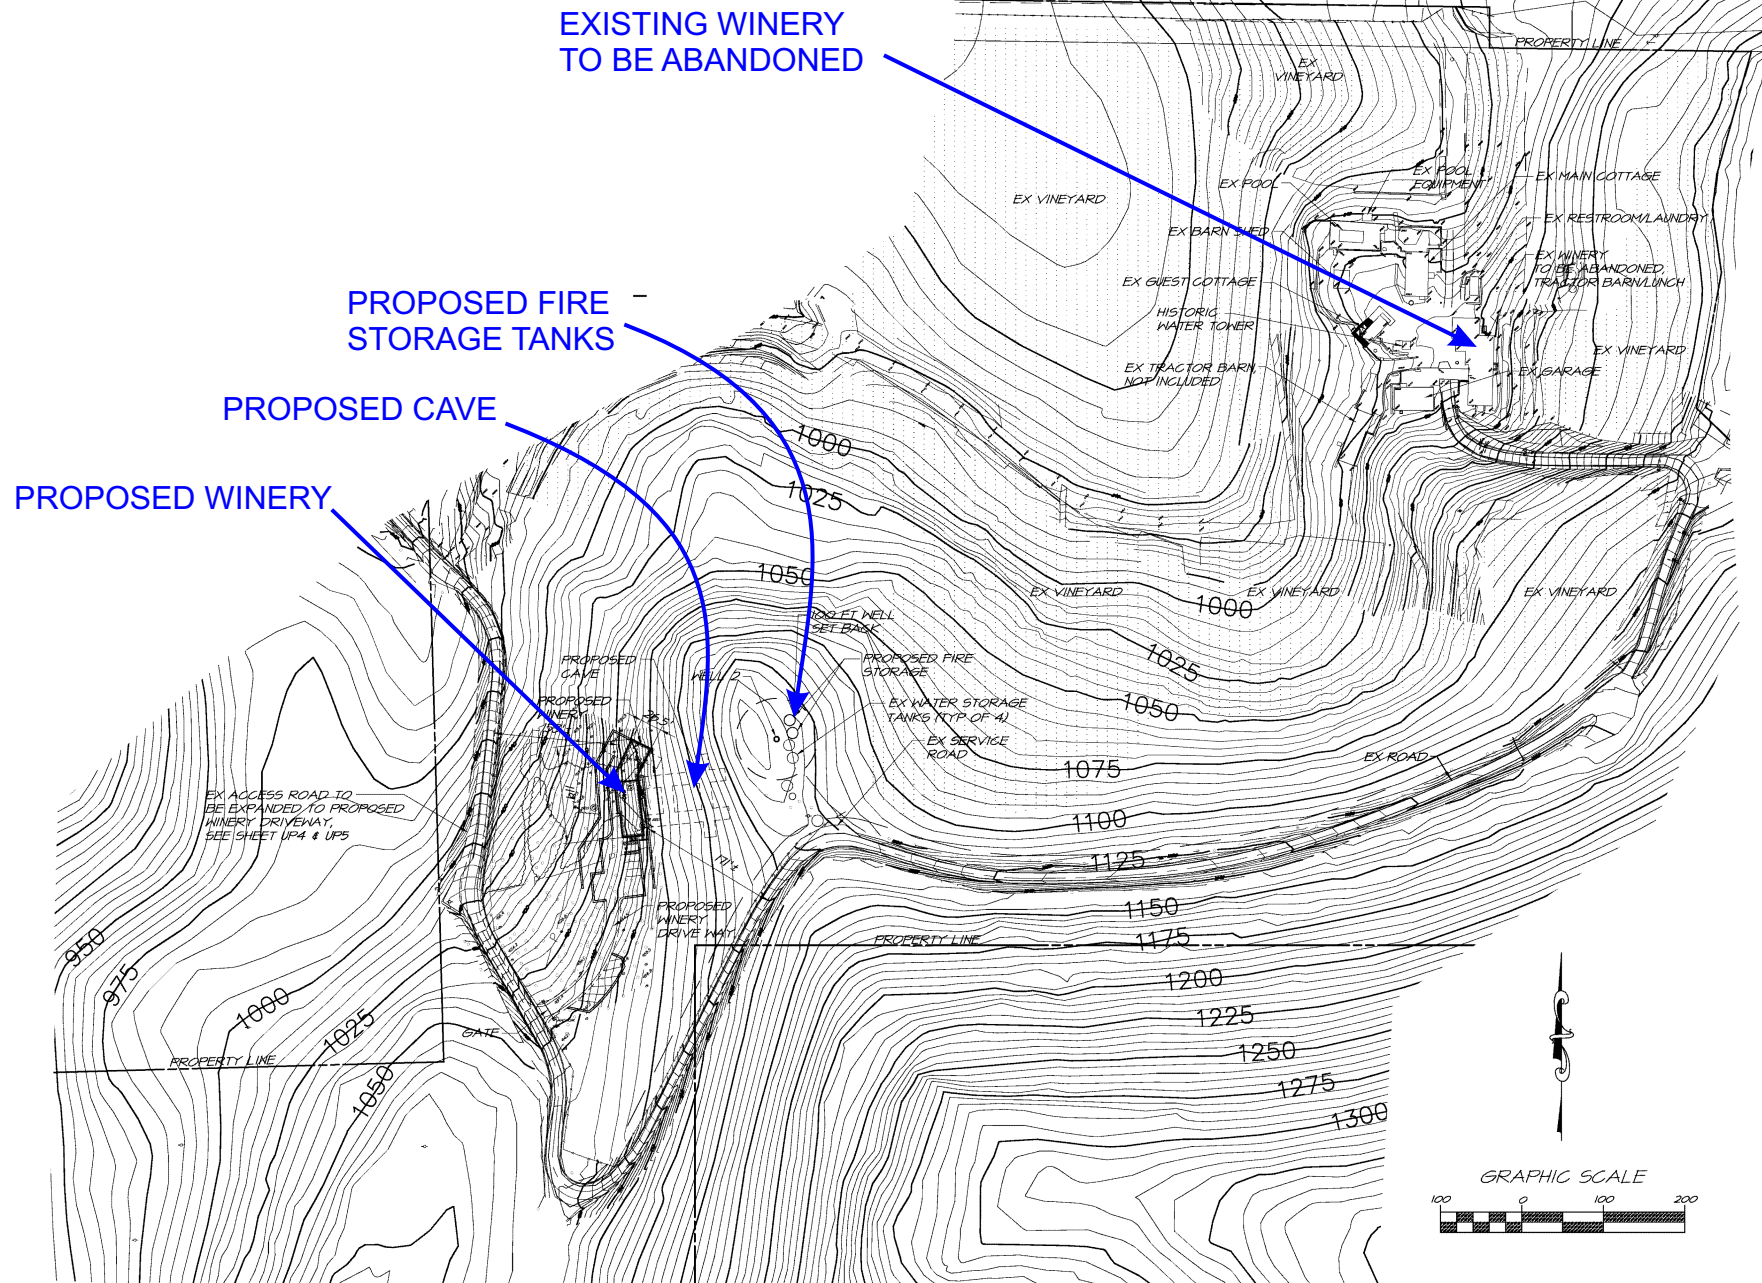 EXISTING WINERY
TO BE ABANDONED
PROPERTY LINE
EX
VINEYARD
EX POOL
EX POOL
EQUIPMENT
EX MAIN COTTAGE
EX VINEYARD
EX RESTROOM/LAUNDRY
EX BARN SHED
EX WINERY
TO BE ABANDONED,
TRACTOR BARN/LUNCH
EX GUEST COTTAGE
HISTORIC
WATER TOWER
EX VINEYARD
EX TRACTOR BARN,
NOT INCLUDED
EX GARAGE
PROPOSED FIRE
STORAGE TANKS
PROPOSED CAVE
PROPOSED WINERY
1000
1025
1050
EX VINEYARD
EX VINEYARD
EX VINEYARD
1000
100 FT WELL
SET BACK
1025
PROPOSED
CAVE
WELL 2
PROPOSED FIRE
STORAGE
PROPOSED
WINERY
EX WATER STORAGE
TANKS (TYP OF 4)
1050
EX SERVICE
ROAD
1075
EX ROAD
EX ACCESS ROAD TO
BE EXPANDED TO PROPOSED
WINERY DRIVEWAY,
SEE SHEET UP4 & UP5
1100
1125
PROPOSED
WINERY
DRIVE WAY
1150
PROPERTY LINE
1175
950
975
1000
1025
1050
1200
1225
1250
1275
1300
GATE
PROPERTY LINE
GRAPHIC SCALE
100 0 100 200